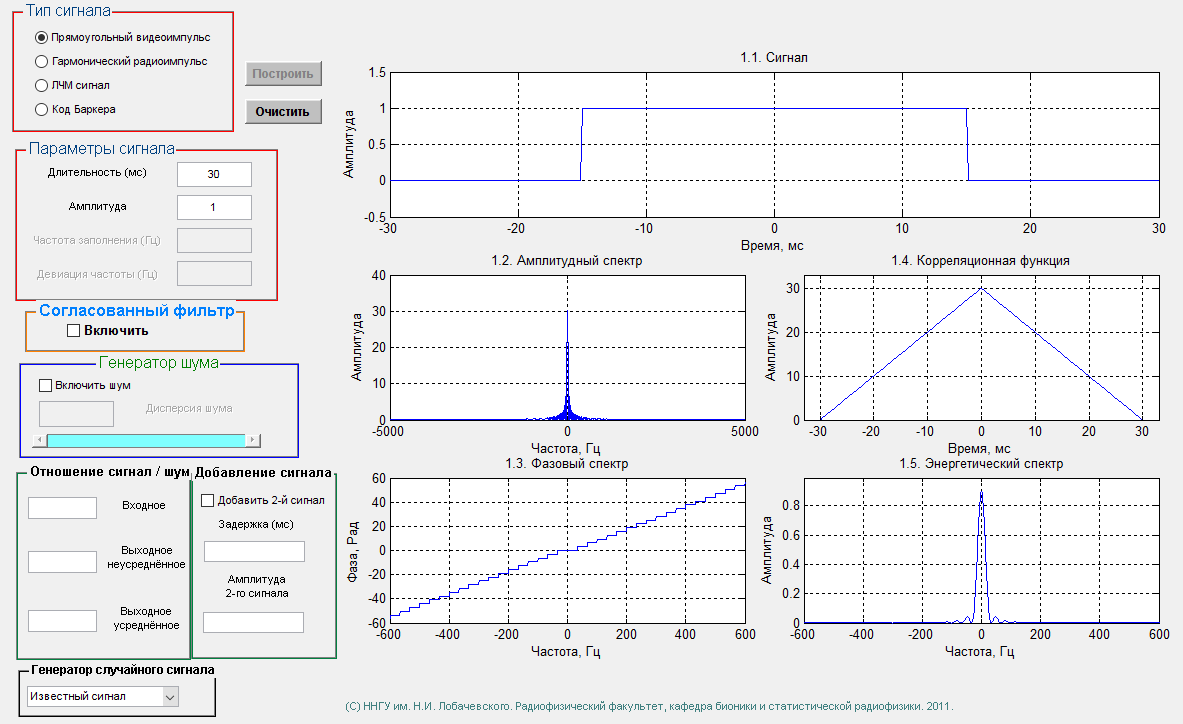 Тип сигнала
Прямоугольный видеоимпульс
Гармонический радиоимпульс
ЛЧМ сигнал
Код Баркера
Построить
Очистить
Параметры сигнала
Длительность (мс)
30
Амплитуда
1
Частота заполнения (Гц)
Девиация частоты (Гц)
Согласованный фильтр
Включить
Генератор шума
Включить шум
Дисперсия шума
Отношение сигнал / шум
Входное
Выходное
неусреднённое
Выходное
усреднённое
Добавление сигнала
Добавить 2-й сигнал
Задержка (мс)
Амплитуда
2-го сигнала
Генератор случайного сигнала
Известный сигнал
1.1. Сигнал
Амплитуда
1.5
1
0.5
0
-0.5
-30 -20 -10 0 10 20 30
Время, мс
1.2. Амплитудный спектр
Амплитуда
40
30
20
10
0
-5000 0 5000
Частота, Гц
1.4. Корреляционная функция
Амплитуда
30
20
10
0
-30 -20 -10 0 10 20 30
Время, мс
1.3. Фазовый спектр
Фаза, Рад
60
40
20
0
-20
-40
-60
-600 -400 -200 0 200 400 600
Частота, Гц
1.5. Энергетический спектр
Амплитуда
0.8
0.6
0.4
0.2
0
-600 -400 -200 0 200 400 600
Частота, Гц
(С) ННГУ им. Н.И. Лобачевского. Радиофизический факультет, кафедра бионики и статистической радиофизики. 2011.